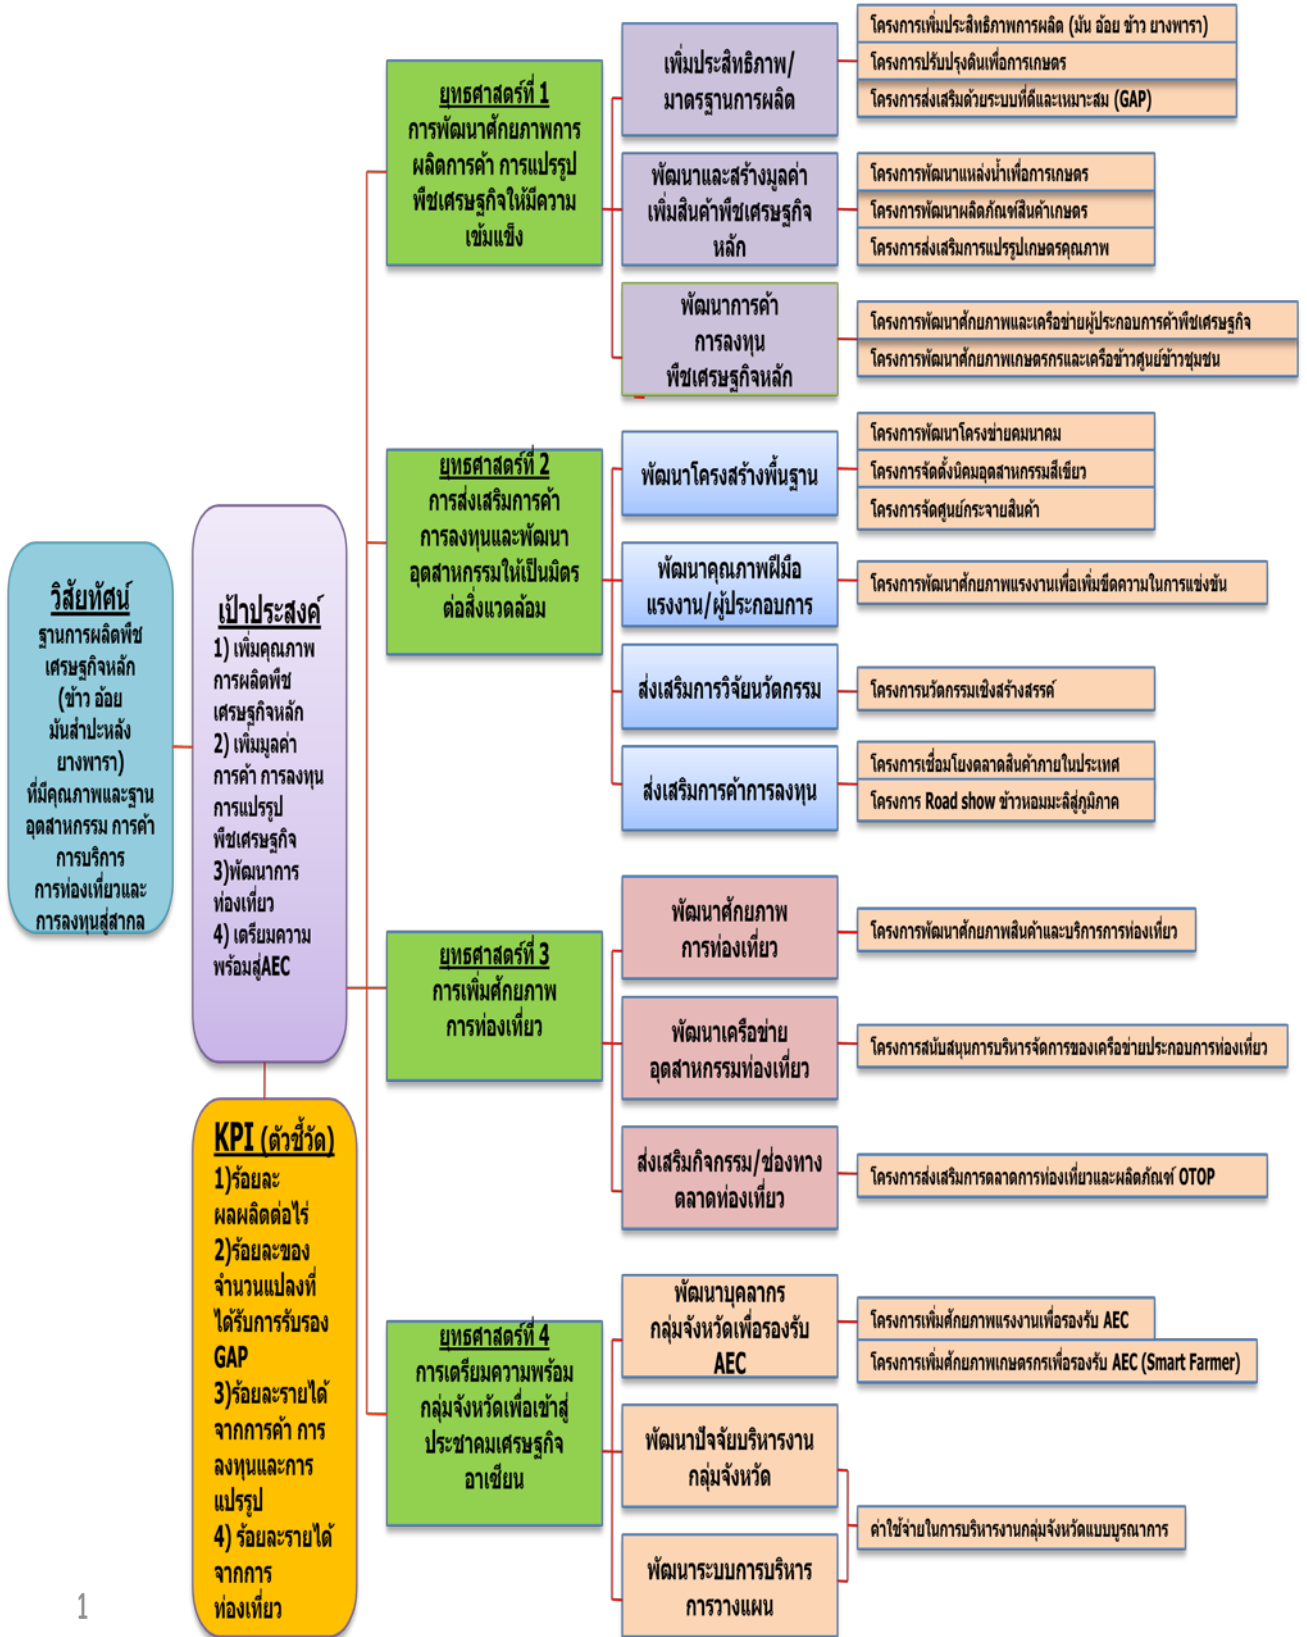 วิสัยทัศน์
ฐานการผลิตพืช
เศรษฐกิจหลัก
(ข้าว อ้อย
มันสำปะหลัง
ยางพารา)
ที่มีคุณภาพและฐาน
อุตสาหกรรม การค้า
การบริการ
การท่องเที่ยวและ
การลงทุนสู่สากล
เป้าประสงค์
1) เพิ่มคุณภาพ
การผลิตพืช
เศรษฐกิจหลัก
2) เพิ่มมูลค่า
การค้า การลงทุน
การแปรรูป
พืชเศรษฐกิจ
3)พัฒนาการ
ท่องเที่ยว
4) เตรียมความ
พร้อมสู่AEC
KPI (ตัวชี้วัด)
1)ร้อยละ
ผลผลิตต่อไร่
2)ร้อยละของ
จำนวนแปลงที่
ได้รับการรับรอง
GAP
3)ร้อยละรายได้
จากการค้า การ
ลงทุนและการ
แปรรูป
4) ร้อยละรายได้
จากการ
ท่องเที่ยว
ยุทธศาสตร์ที่ 1
การพัฒนาศักยภาพการ
ผลิตการค้า การแปรรูป
พืชเศรษฐกิจให้มีความ
เข้มแข็ง
เพิ่มประสิทธิภาพ/
มาตรฐานการผลิต
โครงการเพิ่มประสิทธิภาพการผลิต (มัน อ้อย ข้าว ยางพารา)
โครงการปรับปรุงดินเพื่อการเกษตร
โครงการส่งเสริมด้วยระบบที่ดีและเหมาะสม (GAP)
พัฒนาและสร้างมูลค่า
เพิ่มสินค้าพืชเศรษฐกิจ
หลัก
โครงการพัฒนาแหล่งน้ำเพื่อการเกษตร
โครงการพัฒนาผลิตภัณฑ์สินค้าเกษตร
โครงการส่งเสริมการแปรรูปเกษตรคุณภาพ
พัฒนาการค้า
การลงทุน
พืชเศรษฐกิจหลัก
โครงการพัฒนาศักยภาพและเครือข่ายผู้ประกอบการค้าพืชเศรษฐกิจ
โครงการพัฒนาศักยภาพเกษตรกรและเครือข้าวศูนย์ข้าวชุมชน
ยุทธศาสตร์ที่ 2
การส่งเสริมการค้า
การลงทุนและพัฒนา
อุตสาหกรรมให้เป็นมิตร
ต่อสิ่งแวดล้อม
พัฒนาโครงสร้างพื้นฐาน
โครงการพัฒนาโครงข่ายคมนาคม
โครงการจัดตั้งนิคมอุตสาหกรรมสีเขียว
โครงการจัดศูนย์กระจายสินค้า
พัฒนาคุณภาพฝีมือ
แรงงาน/ผู้ประกอบการ
โครงการพัฒนาศักยภาพแรงงานเพื่อเพิ่มขีดความในการแข่งขัน
ส่งเสริมการวิจัยนวัตกรรม
โครงการนวัตกรรมเชิงสร้างสรรค์
ส่งเสริมการค้าการลงทุน
โครงการเชื่อมโยงตลาดสินค้าภายในประเทศ
โครงการ Road show ข้าวหอมมะลิสู่ภูมิภาค
ยุทธศาสตร์ที่ 3
การเพิ่มศักยภาพ
การท่องเที่ยว
พัฒนาศักยภาพ
การท่องเที่ยว
โครงการพัฒนาศักยภาพสินค้าและบริการการท่องเที่ยว
พัฒนาเครือข่าย
อุตสาหกรรมท่องเที่ยว
โครงการสนับสนุนการบริหารจัดการของเครือข่ายประกอบการท่องเที่ยว
ส่งเสริมกิจกรรม/ช่องทาง
ตลาดท่องเที่ยว
โครงการส่งเสริมการตลาดการท่องเที่ยวและผลิตภัณฑ์ OTOP
ยุทธศาสตร์ที่ 4
การเตรียมความพร้อม
กลุ่มจังหวัดเพื่อเข้าสู่
ประชาคมเศรษฐกิจ
อาเซียน
พัฒนาบุคลากร
กลุ่มจังหวัดเพื่อรองรับ
AEC
โครงการเพิ่มศักยภาพแรงงานเพื่อรองรับ AEC
โครงการเพิ่มศักยภาพเกษตรกรเพื่อรองรับ AEC (Smart Farmer)
พัฒนาปัจจัยบริหารงาน
กลุ่มจังหวัด
พัฒนาระบบการบริหาร
การวางแผน
ค่าใช้จ่ายในการบริหารงานกลุ่มจังหวัดแบบบูรณาการ
1